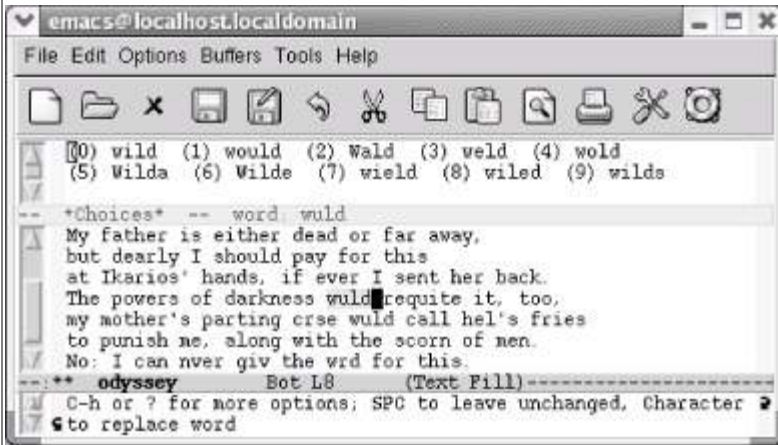 emacs@localhost.localdomain
File Edit Options Buffers Tools Help
(0) wild (1) would (2) Wald (3) weld (4) wold
(5) Wilda (6) Wilde (7) wield (8) wiled (9) wilds
-- *Choices* -- word: wuld
My father is either dead or far away,
but dearly I should pay for this
at Ikarios' hands, if ever I sent her back.
The powers of darkness wuld requite it, too,
my mother's parting crse wuld call hel's fries
to punish me, along with the scorn of men.
No: I can nver giv the wrd for this.
--:** odyssey Bot L8 (Text Fill)-----------------------
C-h or ? for more options; SPC to leave unchanged, Character
to replace word